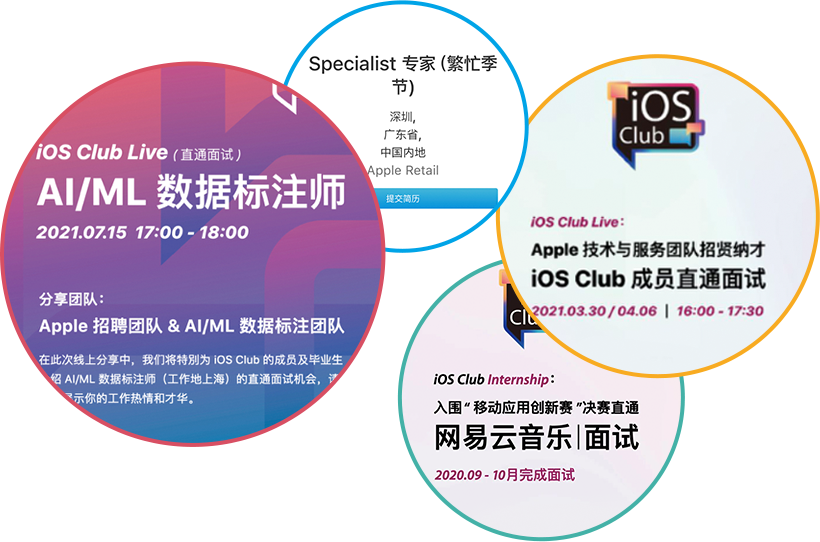 iOS Club Live ( 直通面试 )
AI/ML 数据标注师
2021.07.15 17:00 - 18:00
分享团队：
Apple 招聘团队 & AI/ML 数据标注团队
在此次线上分享中，我们将特别为 iOS Club 的成员及毕业生
绍 AI/ML 数据标注师（工作地上海）的直通面试机会，
展示你的工作热情和才华。
Specialist 专家 (繁忙季
节)
深圳,
广东省,
中国内地
Apple Retail
提交简历
iOS
Club
iOS Club Live：
Apple 技术与服务团队招贤纳才
iOS Club 成员直通面试
2021.03.30 / 04.06 | 16:00 - 17:30
iOS Club Internship：
入围 “ 移动应用创新赛 ”决赛直通
网易云音乐|面试
2020.09 - 10月完成面试